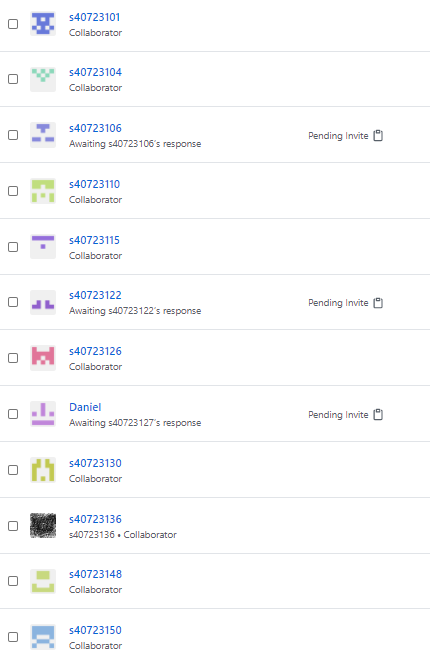 s40723101
Collaborator
s40723104
Collaborator
s40723106
Awaiting s40723106's response
Pending Invite
s40723110
Collaborator
s40723115
Collaborator
s40723122
Awaiting s40723122's response
Pending Invite
s40723126
Collaborator
Daniel
Awaiting s40723127's response
Pending Invite
s40723130
Collaborator
s40723136
s40723136 • Collaborator
s40723148
Collaborator
s40723150
Collaborator